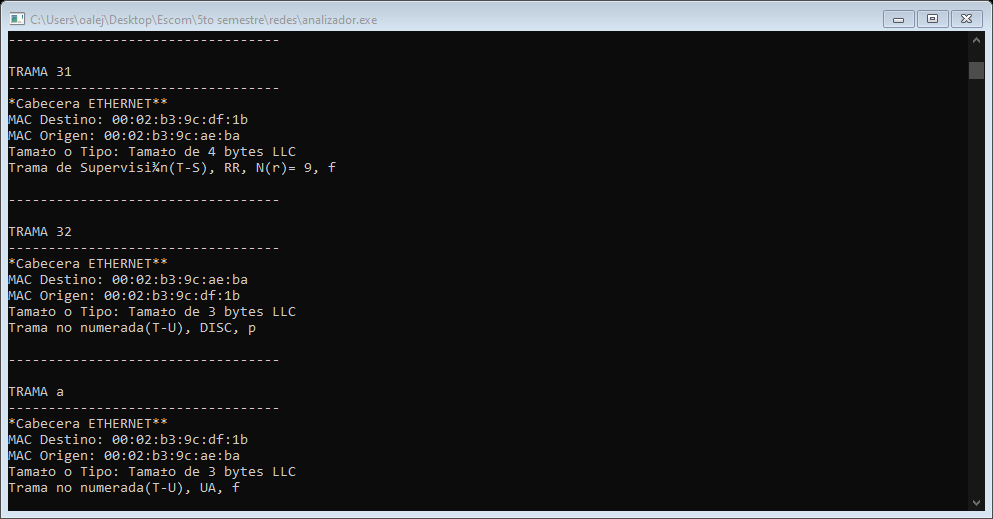 C:\Users\oalej\Desktop\Escom\5to semestre\redes\analizador.exe
----------------------------------
TRAMA 31
----------------------------------
*Cabecera ETHERNET**
MAC Destino: 00:02:b3:9c:df:1b
MAC Origen: 00:02:b3:9c:ae:ba
Tama±o o Tipo: Tama±o de 4 bytes LLC
Trama de Supervisi¾n(T-S), RR, N(r)= 9, f
----------------------------------
TRAMA 32
----------------------------------
*Cabecera ETHERNET**
MAC Destino: 00:02:b3:9c:ae:ba
MAC Origen: 00:02:b3:9c:df:1b
Tama±o o Tipo: Tama±o de 3 bytes LLC
Trama no numerada(T-U), DISC, p
----------------------------------
TRAMA a
----------------------------------
*Cabecera ETHERNET**
MAC Destino: 00:02:b3:9c:df:1b
MAC Origen: 00:02:b3:9c:ae:ba
Tama±o o Tipo: Tama±o de 3 bytes LLC
Trama no numerada(T-U), UA, f